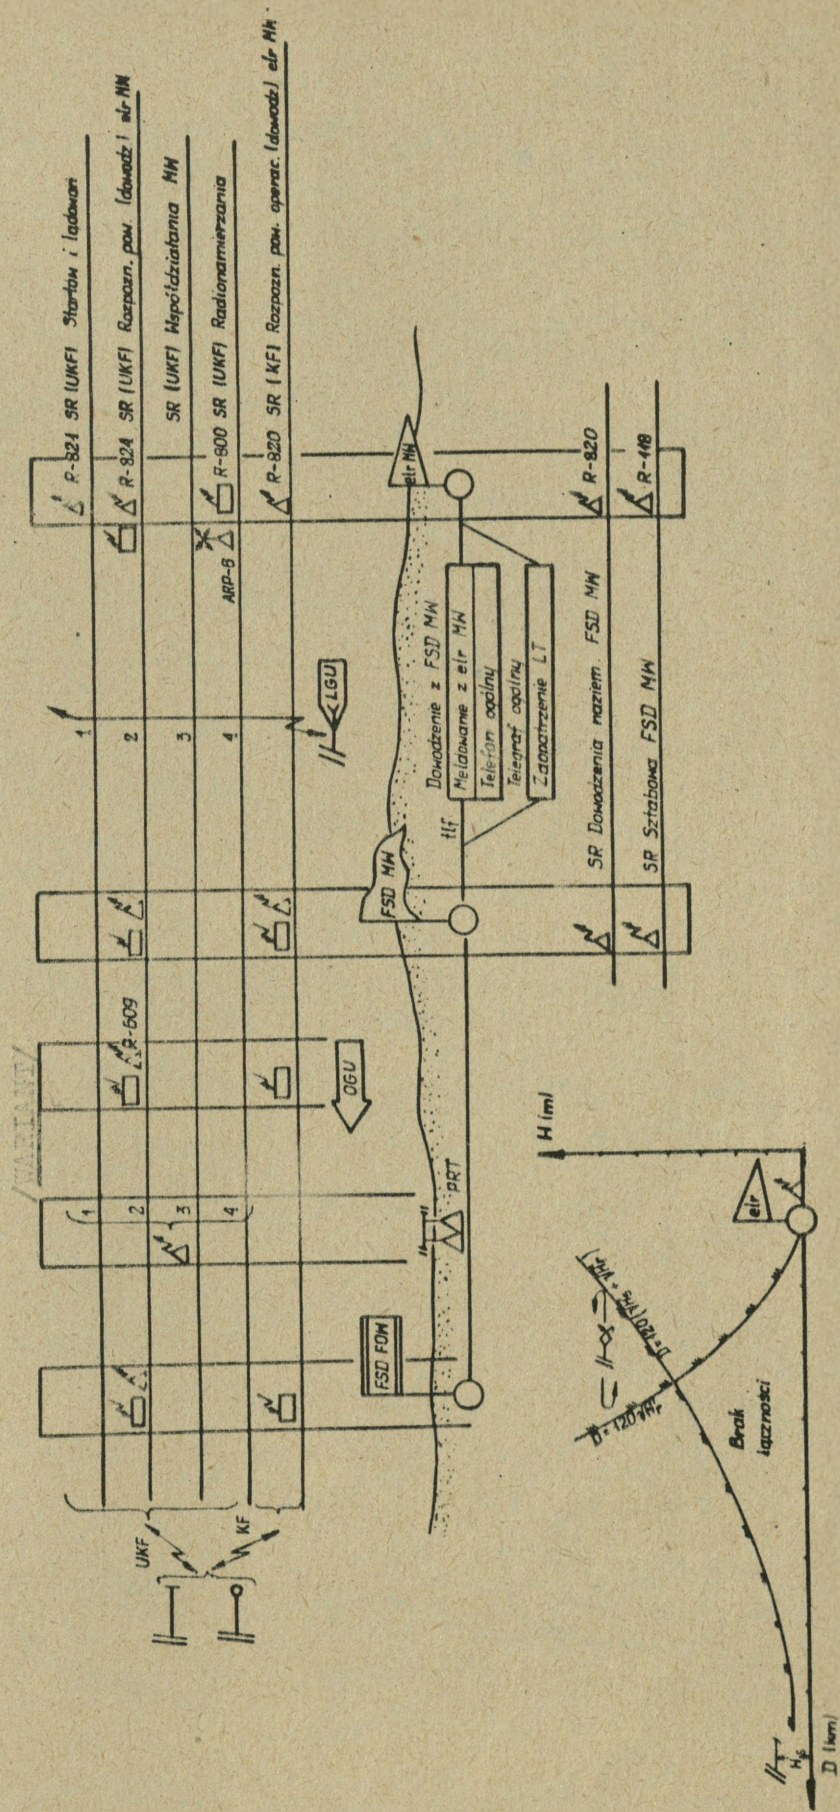 /WARIANT/
R-824 SR (UKF) Startów i lądowań
R-824 SR (UKF) Rozpozn. pow. (dowodz.) elr MW
SR (UKF) Współdziałania MW
R-800 SR (UKF) Radionamierzania
ARP-6
R-820 SR (KF) Rozpozn. pow. operac. (dowodz) elr MW
1
2
3
4
R-609
1
2
3
4
UKF
KF
FSD FOW
PRT
OGU
FSD MW
LGU
elr MW
tlf
Dowodzenie z FSD MW
Meldowanie z elr MW
Telefon ogólny
Telegraf ogólny
Zaopatrzenie LT
SR Dowodzenia naziem FSD MW
R-820
SR Sztabowa FSD MW
R-118
H (m)
elr
Brak
łączności
D (km)